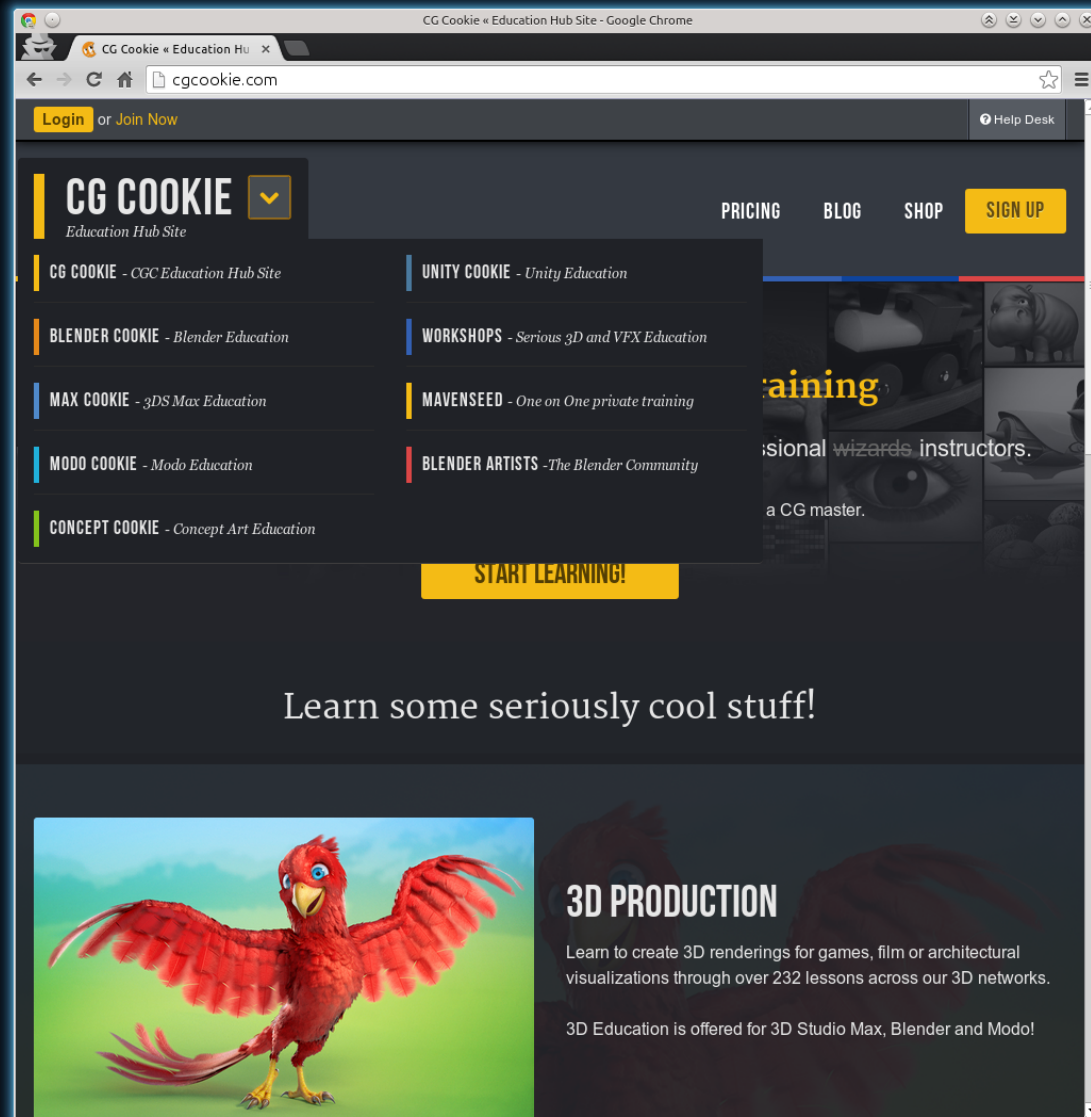 CG Cookie « Education Hub Site - Google Chrome
CG Cookie « Education Hu
cgcookie.com
Login or Join Now
Help Desk
CG COOKIE
Education Hub Site
PRICING BLOG SHOP SIGN UP
CG COOKIE - CGC Education Hub Site
UNITY COOKIE - Unity Education
BLENDER COOKIE - Blender Education
WORKSHOPS - Serious 3D and VFX Education
MAX COOKIE - 3DS Max Education
MAVENSEED - One on One private training
MODO COOKIE - Modo Education
BLENDER ARTISTS -The Blender Community
CONCEPT COOKIE - Concept Art Education
raining
ssional wizards instructors.
a CG master.
START LEARNING!
Learn some seriously cool stuff!
3D PRODUCTION
Learn to create 3D renderings for games, film or architectural
visualizations through over 232 lessons across our 3D networks.
3D Education is offered for 3D Studio Max, Blender and Modo!